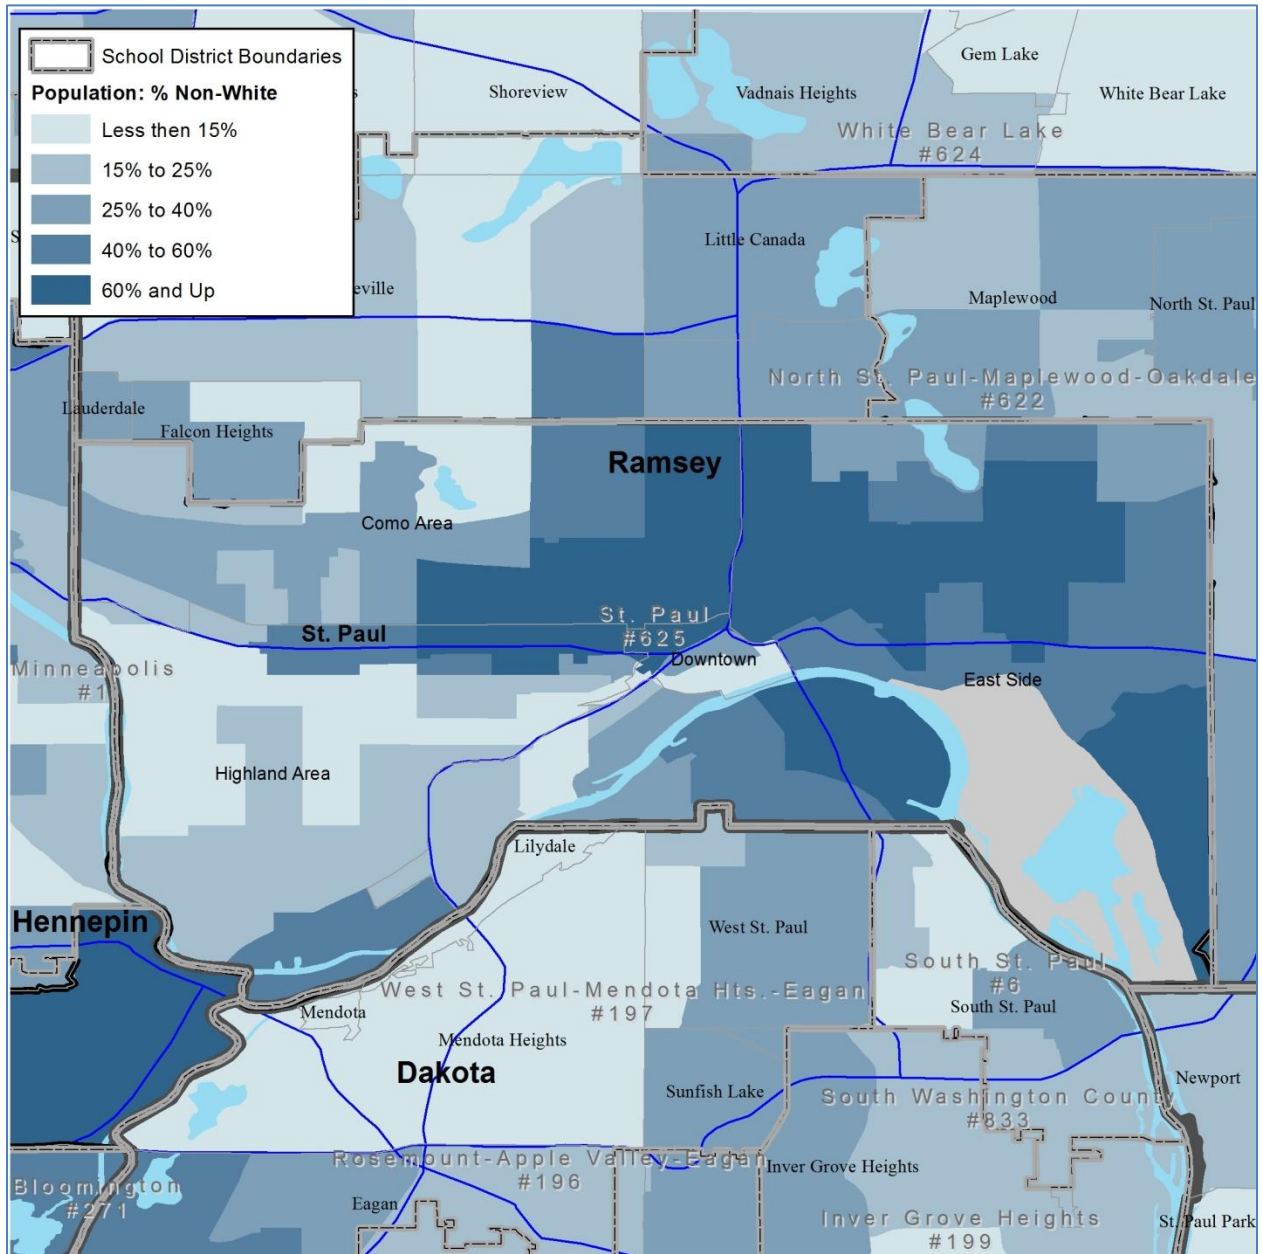 School District Boundaries
Population: % Non-White
Less then 15%
15% to 25%
25% to 40%
40% to 60%
60% and Up
Gem Lake
Shoreview
Vadnais Heights
White Bear Lake
White Bear Lake
#624
Little Canada
eville
Maplewood
North St. Paul
North St. Paul-Maplewood-Oakdale
#622
Lauderdale
Falcon Heights
Ramsey
Como Area
St. Paul
#625
St. Paul
Downtown
Minneapolis
#1
East Side
Highland Area
Lilydale
Hennepin
West St. Paul
South St. Paul
#6
West St. Paul-Mendota Hts.-Eagan
#197
Mendota
South St. Paul
Mendota Heights
Dakota
Sunfish Lake
Newport
South Washington County
#833
Rosemount-Apple Valley-Eagan
#196
Inver Grove Heights
Bloomington
#271
Eagan
Inver Grove Heights
#199
St. Paul Park